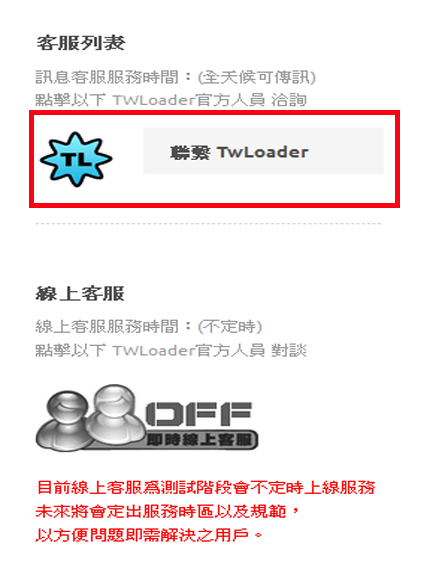 客服列表
訊息客服服務時間：(全天候可傳訊)
點擊以下 TWLoader官方人員 洽詢
TL
聯繫 TwLoader
線上客服
線上客服服務時間：(不定時)
點擊以下 TWLoader官方人員 對談
OFF
即時線上客服
目前線上客服為測試階段會不定時上線服務
未來將會定出服務時區以及規範，
以方便問題即需解決之用戶。